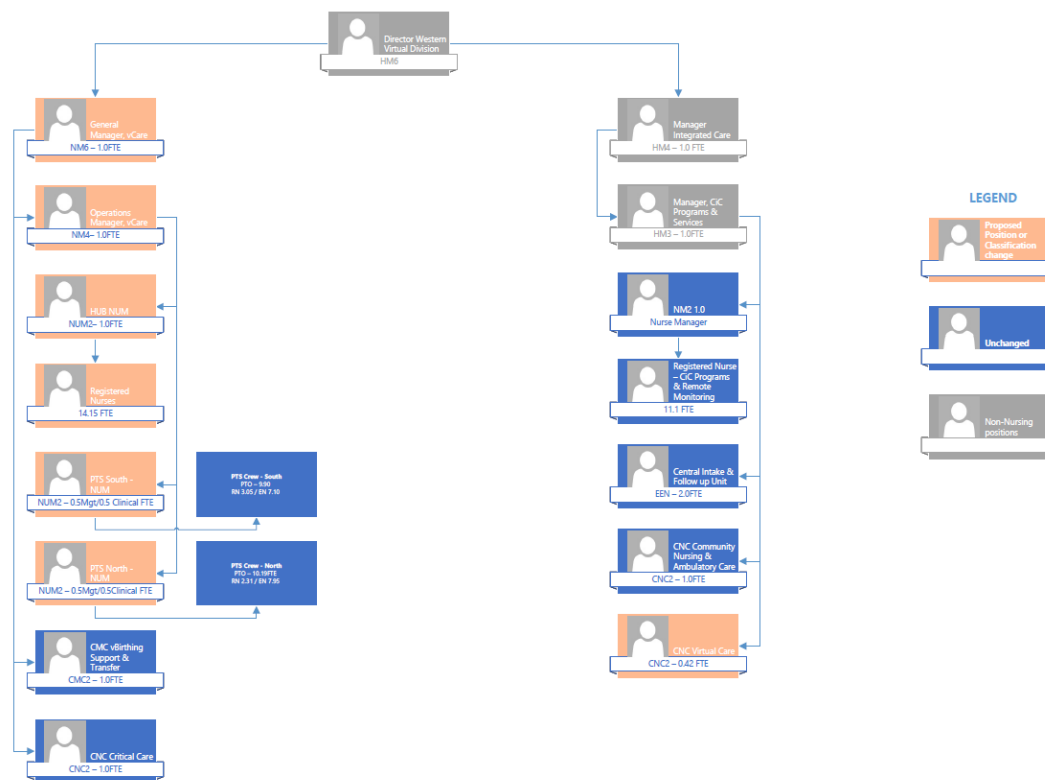 Director Western
Virtual Division
HM6
General
Manager, vCare
NM6 – 1.0FTE
Operations
Manager, vCare
NM4– 1.0FTE
HUB NUM
NUM2– 1.0FTE
Registered
Nurses
14.15 FTE
PTS South -
NUM
NUM2 – 0.5Mgt/0.5 Clinical FTE
PTS Crew - South
PTO – 9.90
RN 3.05 / EN 7.10
PTS North -
NUM
NUM2 – 0.5Mgt/0.5Clinical FTE
PTS Crew - North
PTO – 10.19FTE
RN 2.31 / EN 7.95
CMC vBirthing
Support &
Transfer
CMC2 – 1.0FTE
CNC Critical Care
CNC2 – 1.0FTE
Manager
Integrated Care
HM4 – 1.0 FTE
Manager, CiC
Programs &
Services
HM3 – 1.0FTE
NM2 1.0
Nurse Manager
Registered Nurse
– CiC Programs
& Remote
Monitoring
11.1 FTE
Central Intake &
Follow up Unit
EEN – 2.0FTE
CNC Community
Nursing &
Ambulatory Care
CNC2 – 1.0FTE
CNC Virtual Care
CNC2 – 0.42 FTE
LEGEND
Proposed
Position or
Classification
change
Unchanged
Non-Nursing
positions